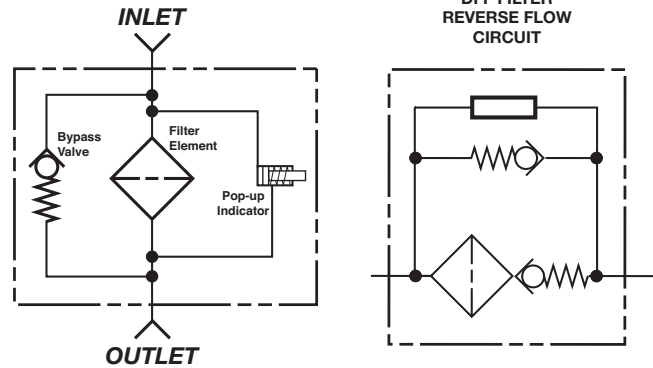 INLET
Bypass
Valve
Filter
Element
Pop-up
Indicator
OUTLET
REVERSE FLOW
CIRCUIT